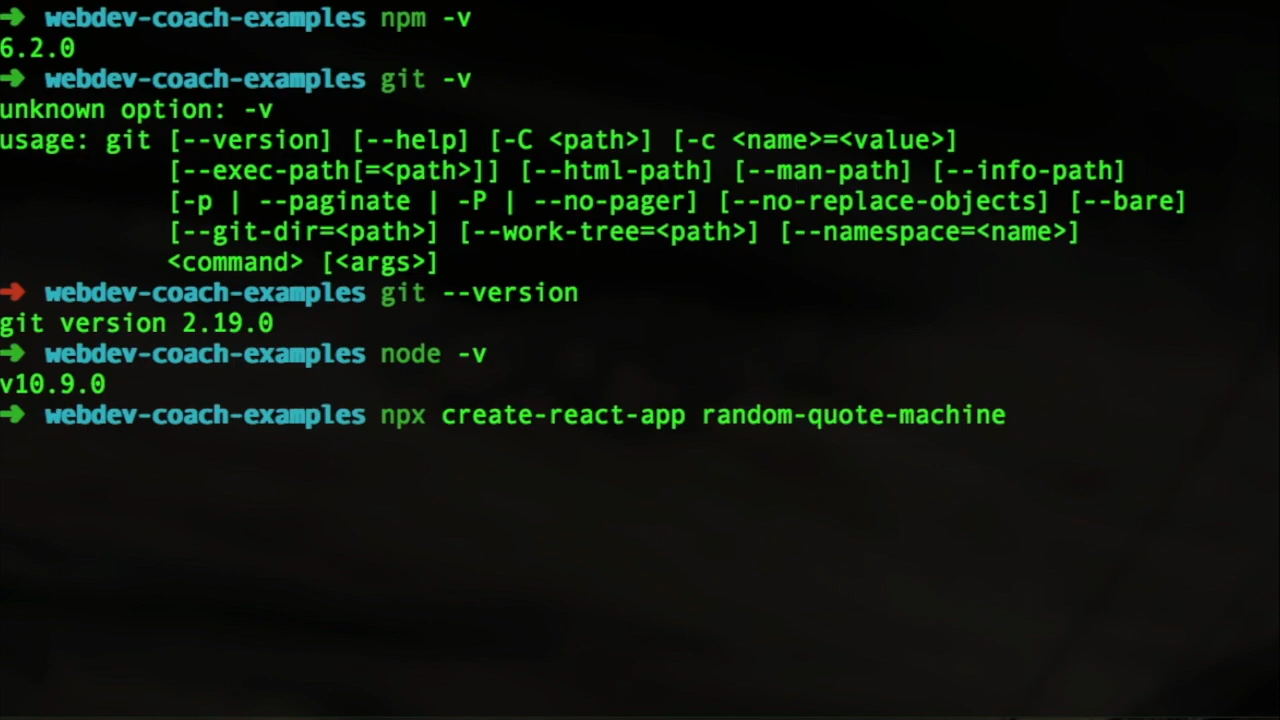 ➜ webdev-coach-examples npm -v
6.2.0
➜ webdev-coach-examples git -v
unknown option: -v
usage: git [--version] [--help] [-C <path>] [-c <name>=<value>]
[--exec-path[=<path>]] [--html-path] [--man-path] [--info-path]
[-p | --paginate | -P | --no-pager] [--no-replace-objects] [--bare]
[--git-dir=<path>] [--work-tree=<path>] [--namespace=<name>]
<command> [<args>]
➜ webdev-coach-examples git --version
git version 2.19.0
➜ webdev-coach-examples node -v
v10.9.0
➜ webdev-coach-examples npx create-react-app random-quote-machine